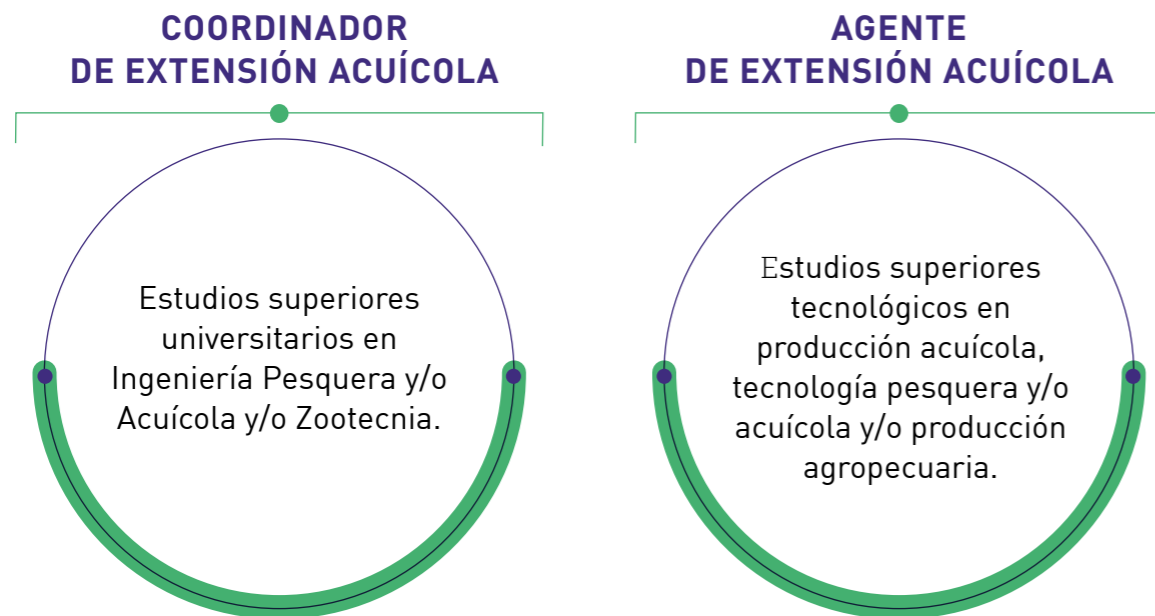 COORDINADOR
DE EXTENSIÓN ACUÍCOLA
Estudios superiores
universitarios en
Ingeniería Pesquera y/o
Acuícola y/o Zootecnia.
AGENTE
DE EXTENSIÓN ACUÍCOLA
Estudios superiores
tecnológicos en
producción acuícola,
tecnología pesquera y/o
acuícola y/o producción
agropecuaria.